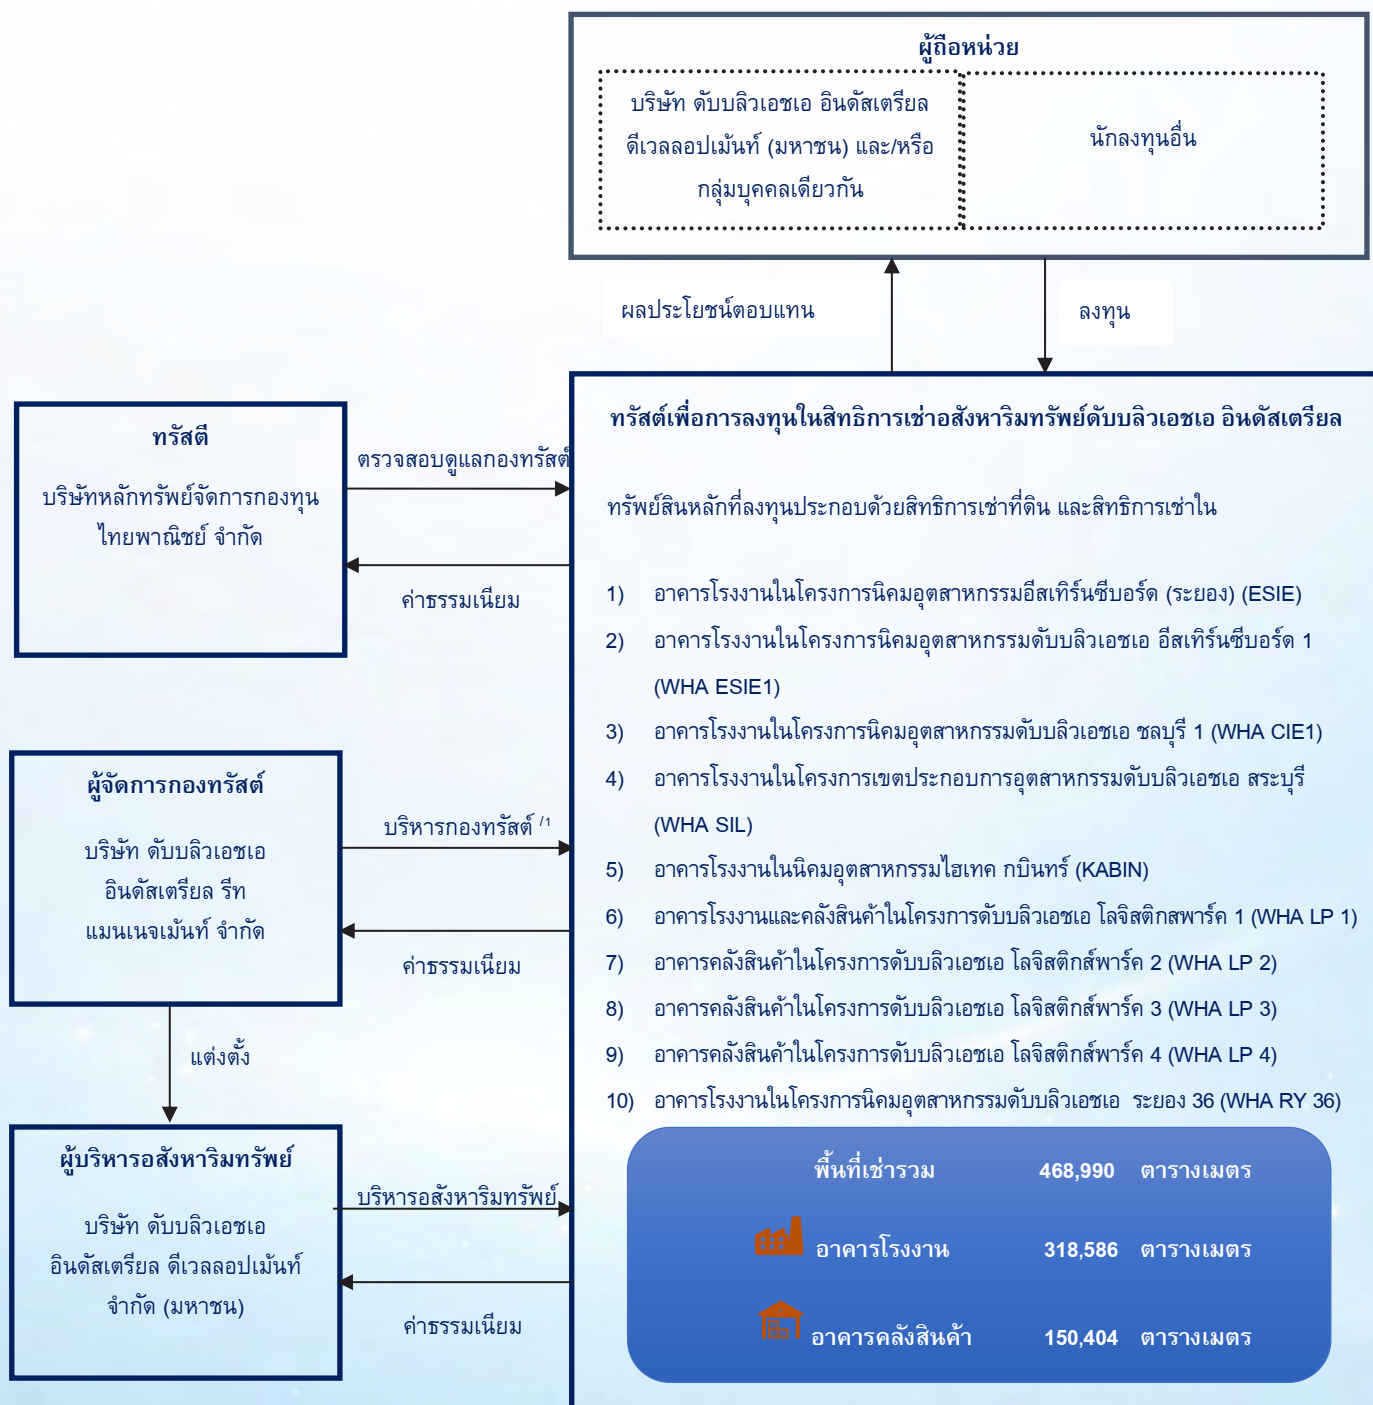 ผู้ถือหน่วย
บริษัท ดับบลิวเอชเอ อินดัสเตรียล
ดีเวลลอปเม้นท์ (มหาชน) และ/หรือ
กลุ่มบุคคลเดียวกัน
นักลงทุนอื่น
ผลประโยชน์ตอบแทน
ลงทุน
ทรัสตี
บริษัทหลักทรัพย์จัดการกองทุน
ไทยพาณิชย์ จำกัด
ตรวจสอบดูแลกองทรัสต์
ค่าธรรมเนียม
ผู้จัดการกองทรัสต์
บริษัท ดับบลิวเอชเอ
อินดัสเตรียล รีท
แมนเนจเม้นท์ จำกัด
บริหารกองทรัสต์ /1
ค่าธรรมเนียม
แต่งตั้ง
ผู้บริหารอสังหาริมทรัพย์
บริษัท ดับบลิวเอชเอ
อินดัสเตรียล ดีเวลลอปเม้นท์
จำกัด (มหาชน)
บริหารอสังหาริมทรัพย์
ค่าธรรมเนียม
ทรัสต์เพื่อการลงทุนในสิทธิการเช่าอสังหาริมทรัพย์ดับบลิวเอชเอ อินดัสเตรียล
ทรัพย์สินหลักที่ลงทุนประกอบด้วยสิทธิการเช่าที่ดิน และสิทธิการเช่าใน
1) อาคารโรงงานในโครงการนิคมอุตสาหกรรมอีสเทิร์นซีบอร์ด (ระยอง) (ESIE)
2) อาคารโรงงานในโครงการนิคมอุตสาหกรรมดับบลิวเอชเอ อีสเทิร์นซีบอร์ด 1
(WHA ESIE1)
3) อาคารโรงงานในโครงการนิคมอุตสาหกรรมดับบลิวเอชเอ ชลบุรี 1 (WHA CIE1)
4) อาคารโรงงานในโครงการเขตประกอบการอุตสาหกรรมดับบลิวเอชเอ สระบุรี
(WHA SIL)
5) อาคารโรงงานในนิคมอุตสาหกรรมไฮเทค กบินทร์ (KABIN)
6) อาคารโรงงานและคลังสินค้าในโครงการดับบลิวเอชเอ โลจิสติกสพาร์ค 1 (WHA LP 1)
7) อาคารคลังสินค้าในโครงการดับบลิวเอชเอ โลจิสติกส์พาร์ค 2 (WHA LP 2)
8) อาคารคลังสินค้าในโครงการดับบลิวเอชเอ โลจิสติกส์พาร์ค 3 (WHA LP 3)
9) อาคารคลังสินค้าในโครงการดับบลิวเอชเอ โลจิสติกส์พาร์ค 4 (WHA LP 4)
10) อาคารโรงงานในโครงการนิคมอุตสาหกรรมดับบลิวเอชเอ ระยอง 36 (WHA RY 36)
พื้นที่เช่ารวม 468,990 ตารางเมตร
อาคารโรงงาน 318,586 ตารางเมตร
อาคารคลังสินค้า 150,404 ตารางเมตร